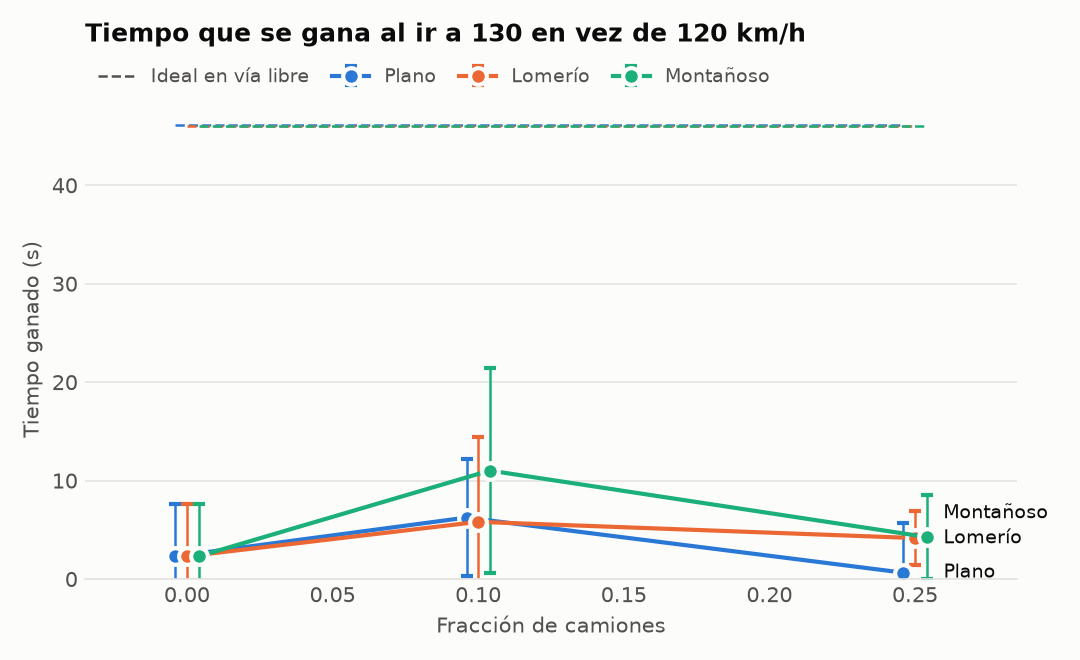 Tiempo que se gana al ir a 130 en vez de 120 km/h
Ideal en vía libre Plano Lomerío Montañoso
Tiempo ganado (s)
40
30
20
10
0
Montañoso
Lomerío
Plano
0.00 0.05 0.10 0.15 0.20 0.25
Fracción de camiones